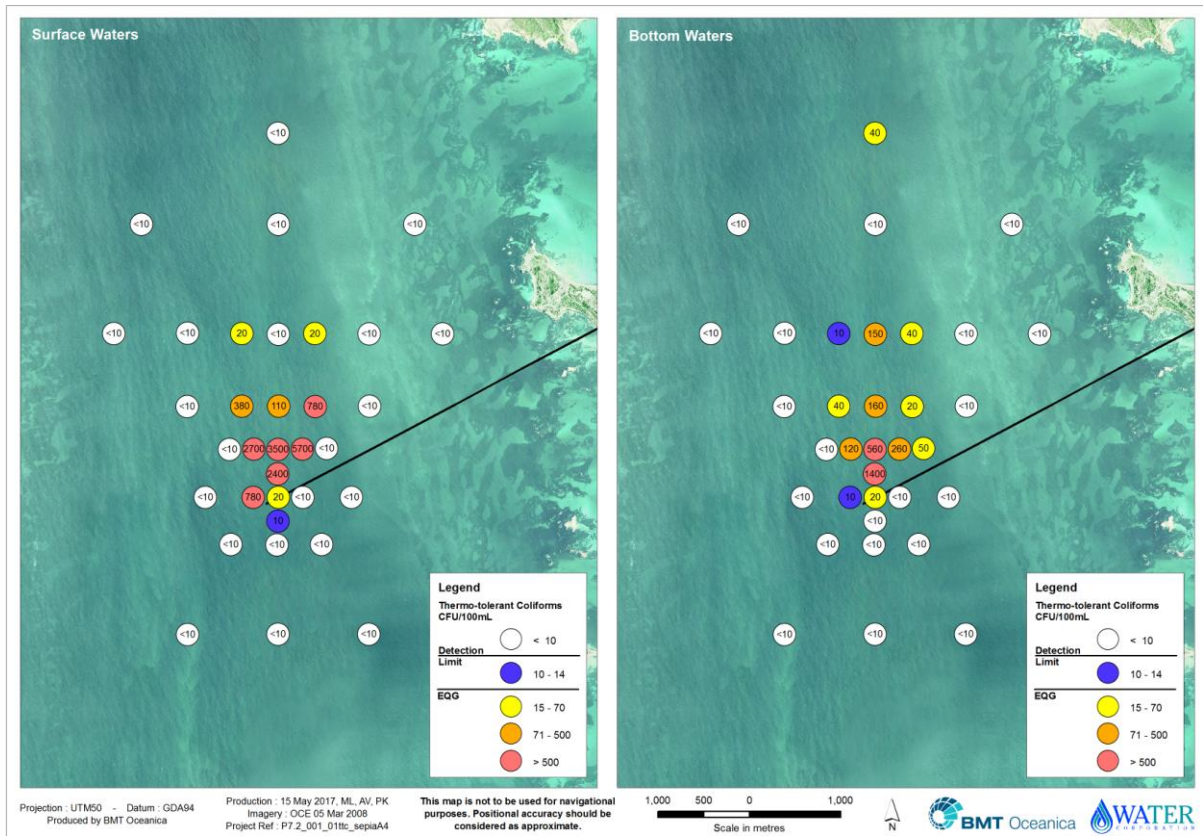 Surface Waters
<10
<10 <10 <10
<10 <10 20 <10 20 <10 <10
<10 380 110 780 <10
<10 2700 3500 5700 <10
2400
<10 780 20 <10 <10
10
<10 <10 <10
<10 <10 <10
Legend
Thermo-tolerant Coliforms
CFU/100mL
< 10
Detection
Limit
10 - 14
EQG
15 - 70
71 - 500
> 500
Bottom Waters
40
<10 <10 <10
<10 <10 10 150 40 <10 <10
<10 40 160 20 <10
<10 120 560 260 50
1400
<10 10 20 <10 <10
<10
<10 <10 <10
<10 <10 <10
Legend
Thermo-tolerant Coliforms
CFU/100mL
< 10
Detection
Limit
10 - 14
EQG
15 - 70
71 - 500
> 500
Projection : UTM50 - Datum : GDA94
Produced by BMT Oceanica
Production : 15 May 2017, ML, AV, PK
Imagery : OCE 05 Mar 2008
Project Ref : P7.2_001_01ttc_sepiaA4
This map is not to be used for navigational
purposes. Positional accuracy should be
considered as approximate.
1,000 500 0 1,000
Scale in metres
N
BMT Oceanica
WATER
CORPORATION